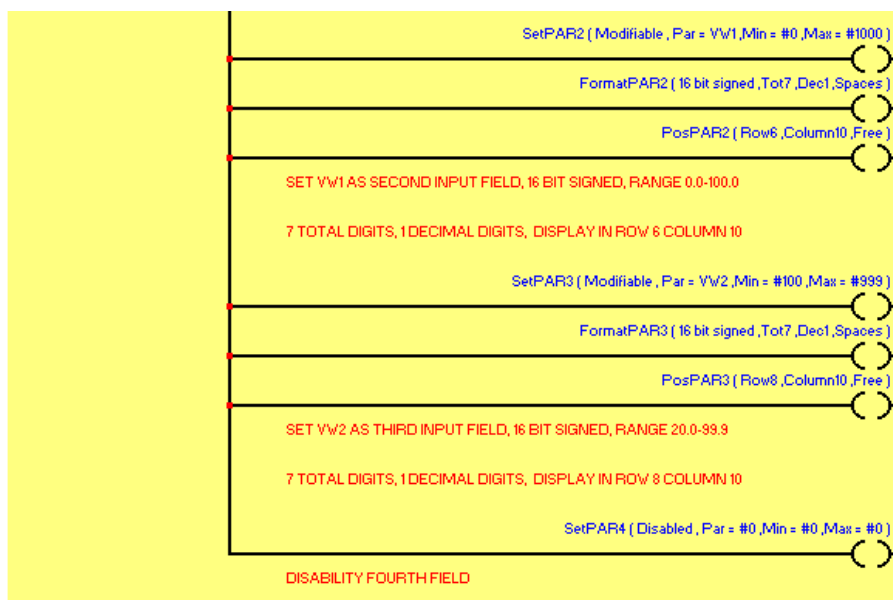 SetPAR2 ( Modifiable , Par = VW1 ,Min = #0 ,Max = #1000 )
FormatPAR2 ( 16 bit signed ,Tot7 ,Dec1 ,Spaces )
PosPAR2 ( Row6 ,Column10 ,Free )
SET VW1 AS SECOND INPUT FIELD, 16 BIT SIGNED, RANGE 0.0-100.0
7 TOTAL DIGITS, 1 DECIMAL DIGITS, DISPLAY IN ROW 6 COLUMN 10
SetPAR3 ( Modifiable , Par = VW2 ,Min = #100 ,Max = #999 )
FormatPAR3 ( 16 bit signed ,Tot7 ,Dec1 ,Spaces )
PosPAR3 ( Row8 ,Column10 ,Free )
SET VW2 AS THIRD INPUT FIELD, 16 BIT SIGNED, RANGE 20.0-99.9
7 TOTAL DIGITS, 1 DECIMAL DIGITS, DISPLAY IN ROW 8 COLUMN 10
SetPAR4 ( Disabled , Par = #0 ,Min = #0 ,Max = #0 )
DISABILITY FOURTH FIELD